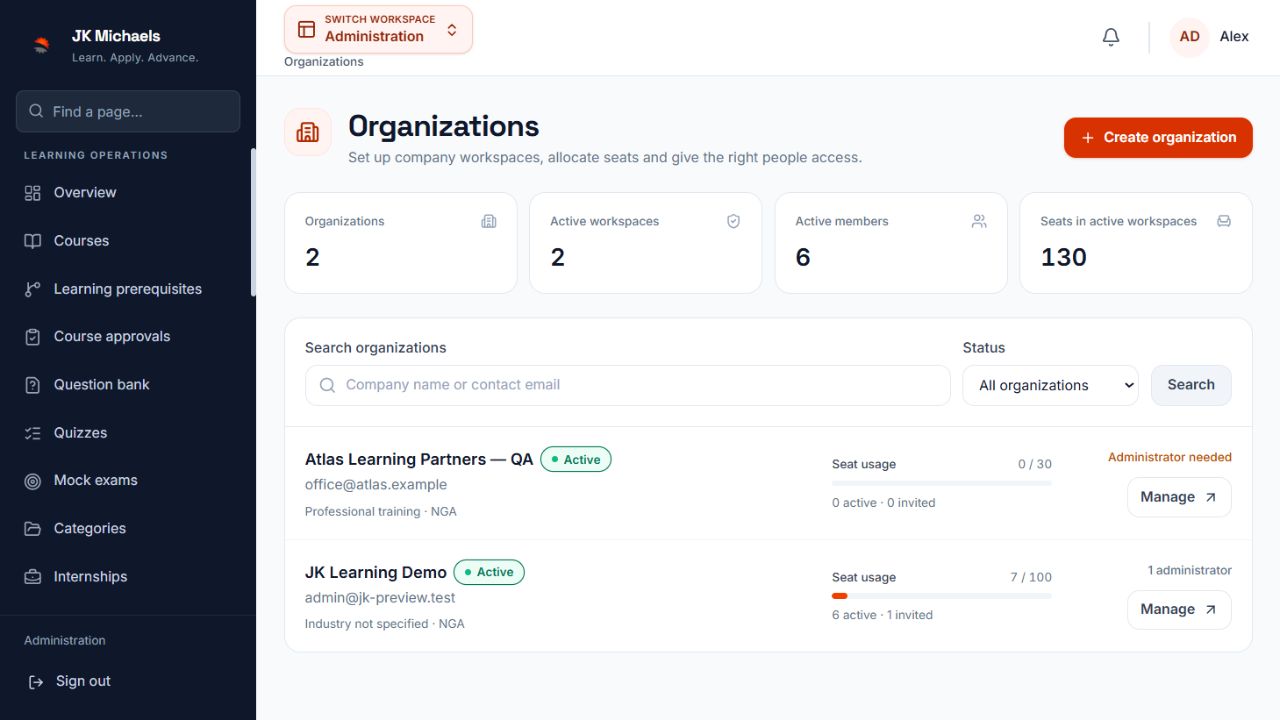 JK Michaels
Learn. Apply. Advance.
Find a page...
LEARNING OPERATIONS
Overview
Courses
Learning prerequisites
Course approvals
Question bank
Quizzes
Mock exams
Categories
Internships
Administration
Sign out
SWITCH WORKSPACE
Administration
Organizations
AD
Alex
Organizations
Set up company workspaces, allocate seats and give the right people access.
+ Create organization
Organizations
2
Active workspaces
2
Active members
6
Seats in active workspaces
130
Search organizations
Company name or contact email
Status
All organizations
Search
Atlas Learning Partners — QA
Active
office@atlas.example
Professional training · NGA
Seat usage
0 / 30
0 active · 0 invited
Administrator needed
Manage
JK Learning Demo
Active
admin@jk-preview.test
Industry not specified · NGA
Seat usage
7 / 100
6 active · 1 invited
1 administrator
Manage